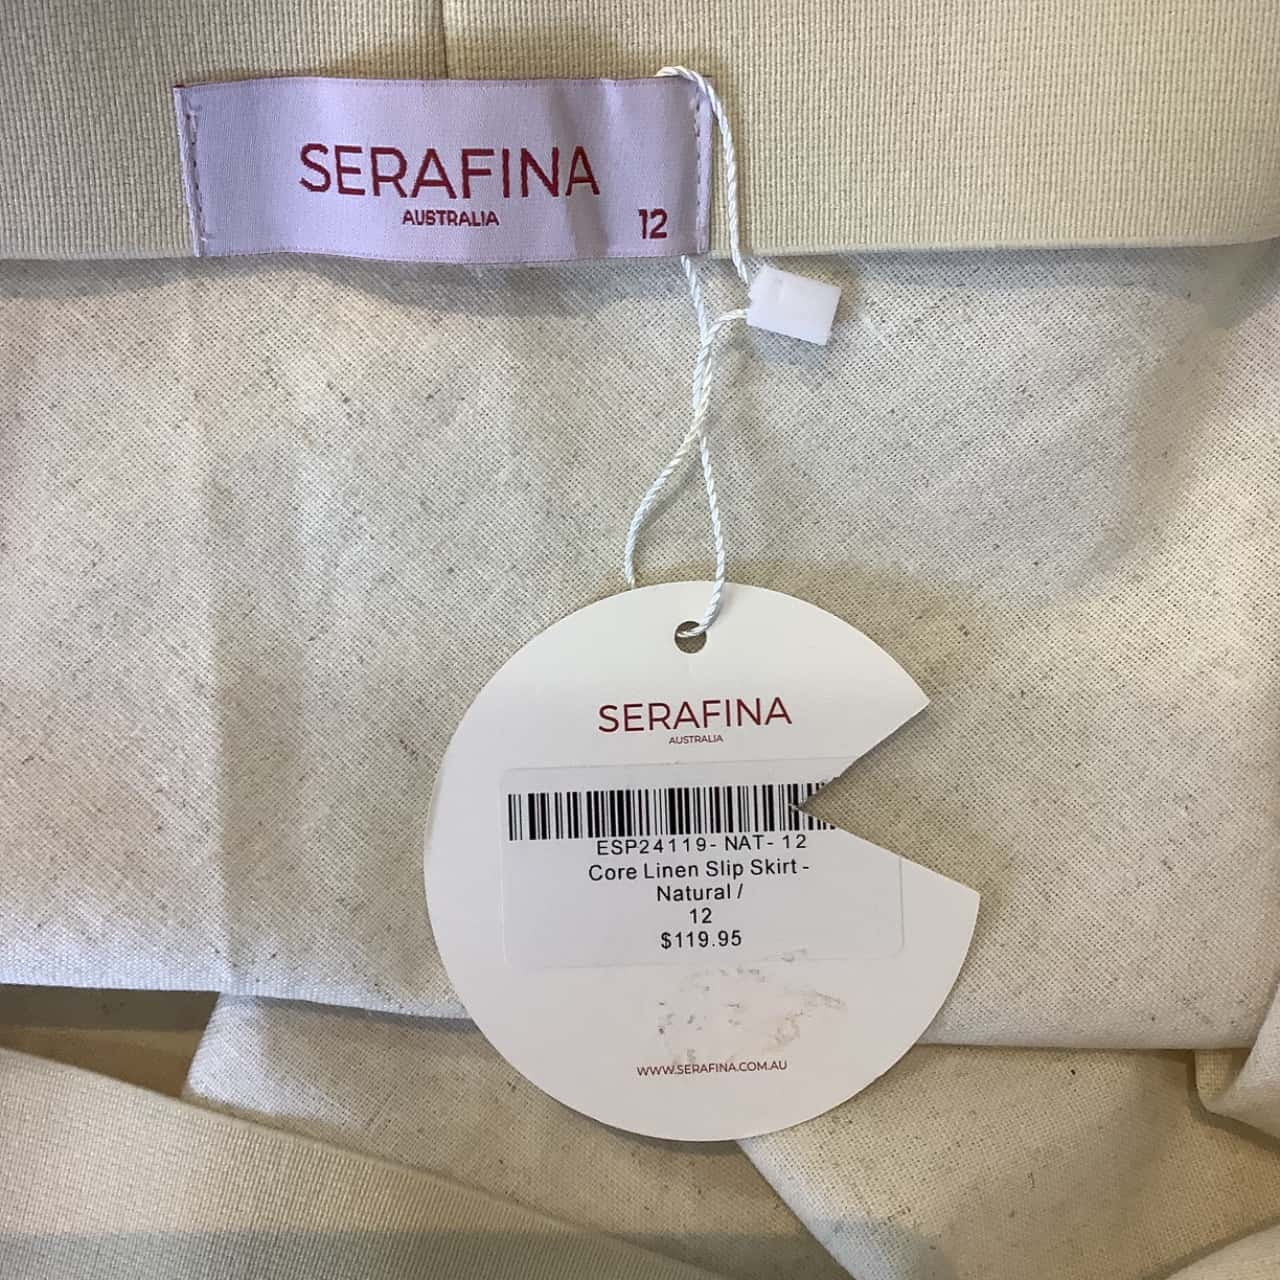 SERAFINA
AUSTRALIA
12
SERAFINA
AUSTRALIA
ESP24119- NAT- 12
Core Linen Slip Skirt -
Natural /
12
$119.95
WWW.SERAFINA.COM.AU